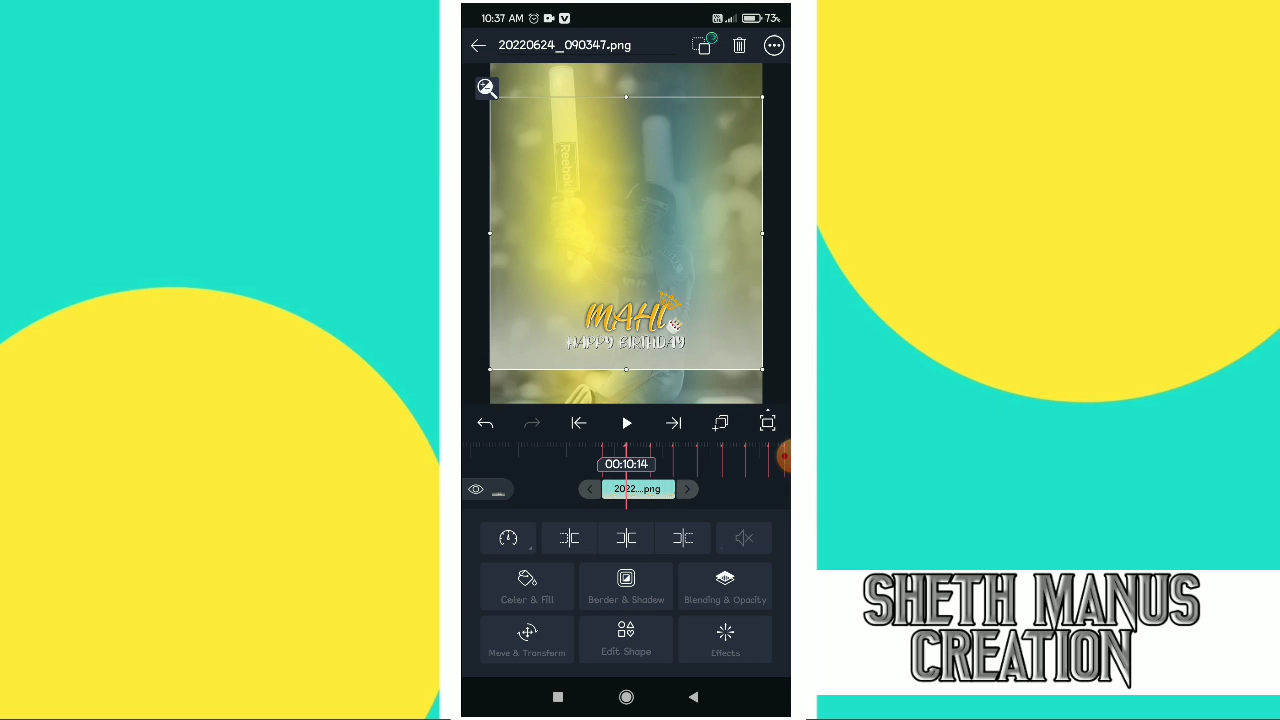 10:37 AM
73%
20220624_090347.png
Reebok
MAHI
HAPPY BIRTHDAY
00:10:14
2022....png
Color & Fill
Border & Shadow
Blending & Opacity
Move & Transform
Edit Shape
Effects
SHETH MANUS
CREATION